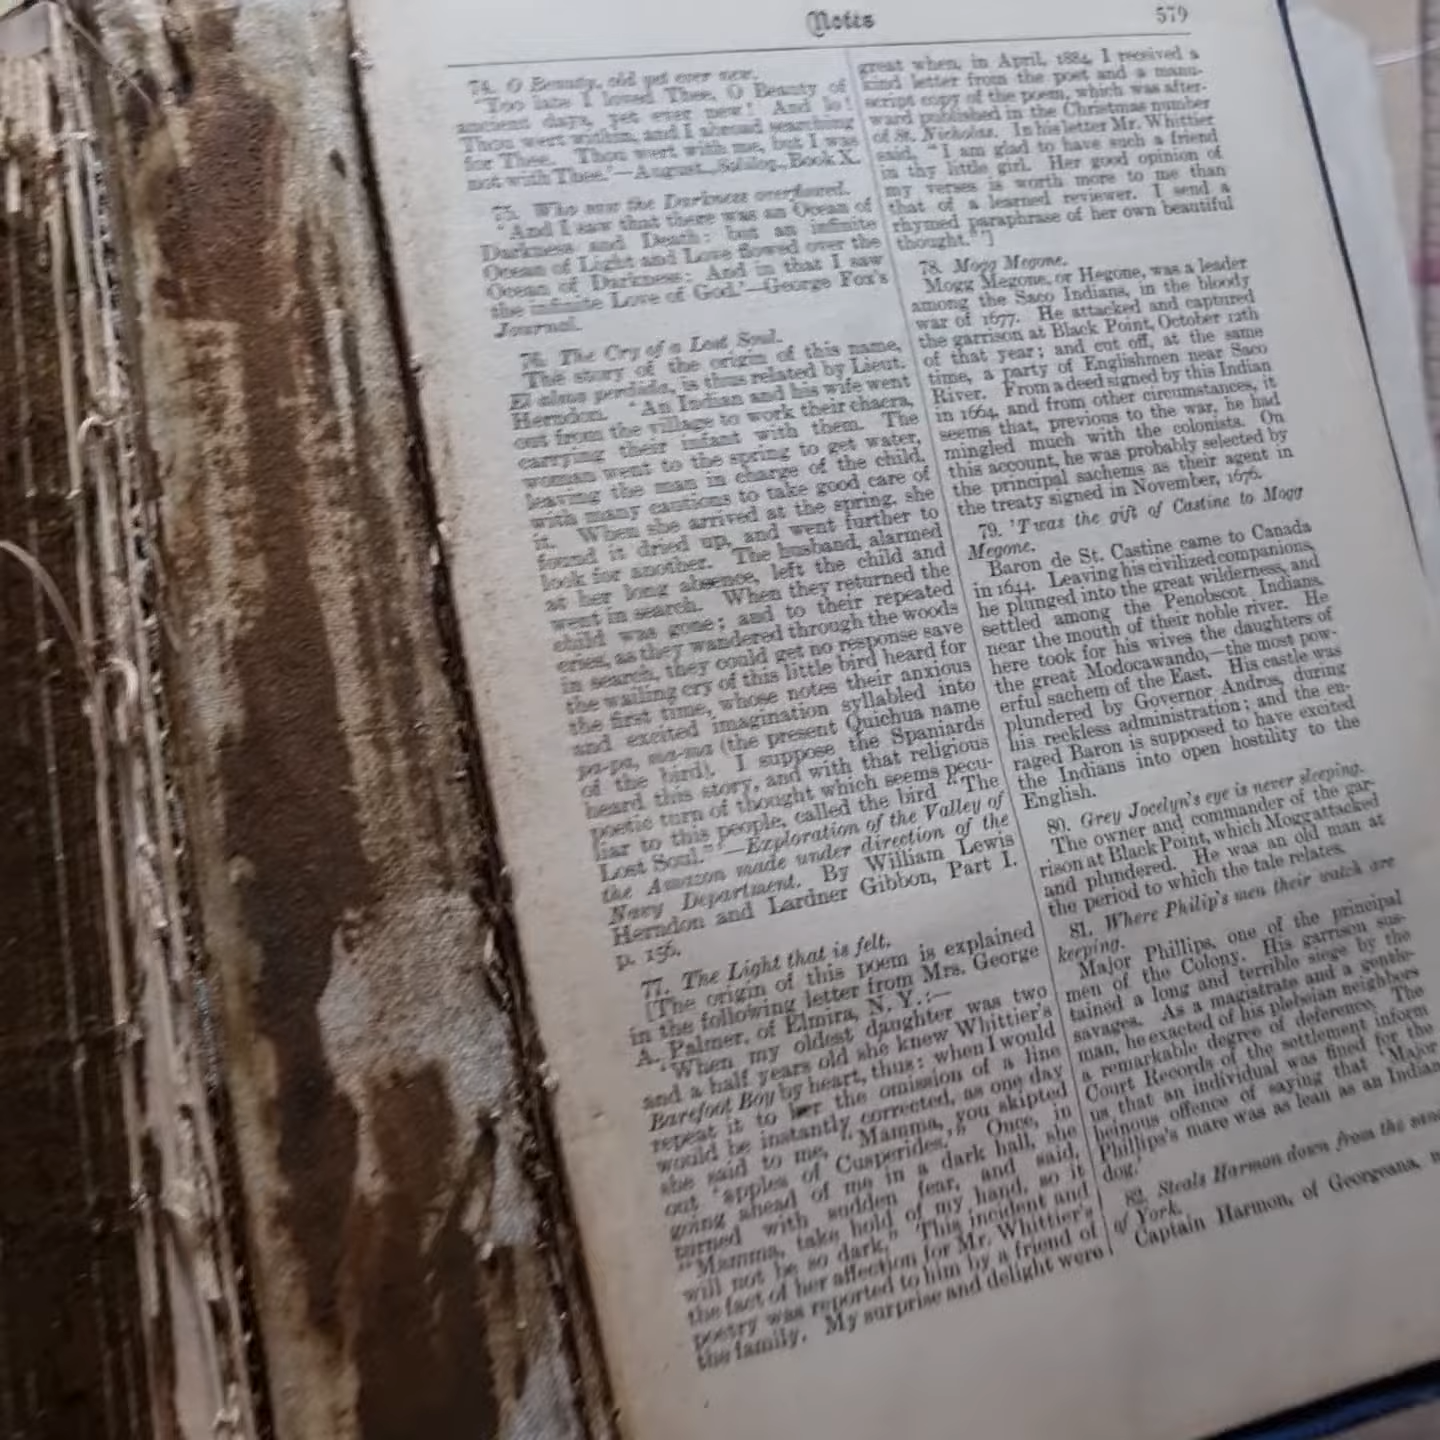 Notes
579
74. O Beauty, old yet ever new.
'Too late I loved Thee, O Beauty of
ancient days, yet ever new! And lo!
Thou wert within, and I abroad searching
for Thee. Thou wert with me, but I was
not with Thee.'—August. Soliloq., Book X.
75. Who saw the Darkness overflowed.
'And I saw that there was an Ocean of
Darkness and Death: but an infinite
Ocean of Light and Love flowed over the
Ocean of Darkness: And in that I saw
the infinite Love of God.'—George Fox's
Journal.
76. The Cry of a Lost Soul.
The story of the origin of this name,
El alma perdida, is thus related by Lieut.
Herndon. 'An Indian and his wife went
out from the village to work their chacra,
carrying their infant with them. The
woman went to the spring to get water,
leaving the man in charge of the child,
with many cautions to take good care of
it. When she arrived at the spring, she
found it dried up, and went further to
look for another. The husband, alarmed
at her long absence, left the child and
went in search. When they returned the
child was gone; and to their repeated
cries, as they wandered through the woods
in search, they could get no response save
the wailing cry of this little bird heard for
the first time, whose notes their anxious
and excited imagination syllabled into
pa-pa, ma-ma (the present Quichua name
of the bird). I suppose the Spaniards
heard this story, and with that religious
poetic turn of thought which seems pecu-
liar to this people, called the bird "The
Lost Soul."'—Exploration of the Valley of
the Amazon made under direction of the
Navy Department. By William Lewis
Herndon and Lardner Gibbon, Part I.
p. 156.
77. The Light that is felt.
[The origin of this poem is explained
in the following letter from Mrs. George
A. Palmer, of Elmira, N. Y.:—
'When my oldest daughter was two
and a half years old she knew Whittier's
Barefoot Boy by heart, thus: when I would
repeat it to her the omission of a line
would be instantly corrected, as one day
she said to me, "Mamma, you skipted
out 'apples of Cusperides.'" Once, in
going ahead of me in a dark hall, she
turned with sudden fear, and said,
"Mamma, take hold of my hand, so it
will not be so dark." This incident and
the fact of her affection for Mr. Whittier's
poetry was reported to him by a friend of
the family. My surprise and delight were
great when, in April, 1884, I received a
kind letter from the poet and a manu-
script copy of the poem, which was after-
ward published in the Christmas number
of St. Nicholas. In his letter Mr. Whittier
said, "I am glad to have such a friend
in thy little girl. Her good opinion of
my verses is worth more to me than
that of a learned reviewer. I send a
rhymed paraphrase of her own beautiful
thought."']
78. Mogg Megone.
Mogg Megone, or Hegone, was a leader
among the Saco Indians, in the bloody
war of 1677. He attacked and captured
the garrison at Black Point, October 12th
of that year; and cut off, at the same
time, a party of Englishmen near Saco
River. From a deed signed by this Indian
in 1664, and from other circumstances, it
seems that, previous to the war, he had
mingled much with the colonists. On
this account, he was probably selected by
the principal sachems as their agent in
the treaty signed in November, 1676.
79. 'Twas the gift of Castine to Mogg
Megone.
Baron de St. Castine came to Canada
in 1644. Leaving his civilized companions,
he plunged into the great wilderness, and
settled among the Penobscot Indians,
near the mouth of their noble river. He
here took for his wives the daughters of
the great Modocawando,—the most pow-
erful sachem of the East. His castle was
plundered by Governor Andros, during
his reckless administration; and the en-
raged Baron is supposed to have excited
the Indians into open hostility to the
English.
80. Grey Jocelyn's eye is never sleeping.
The owner and commander of the gar-
rison at Black Point, which Mogg attacked
and plundered. He was an old man at
the period to which the tale relates.
81. Where Philip's men their watch are
keeping.
Major Phillips, one of the principal
men of the Colony. His garrison sus-
tained a long and terrible siege by the
savages. As a magistrate and a gentle-
man, he exacted of his plebeian neighbors
a remarkable degree of deference. The
Court Records of the settlement inform
us that an individual was fined for the
heinous offence of saying that 'Major
Phillips's mare was as lean as an Indian
dog.'
82. Steals Harmon down from the sands
of York.
Captain Harmon, of Georgeana,